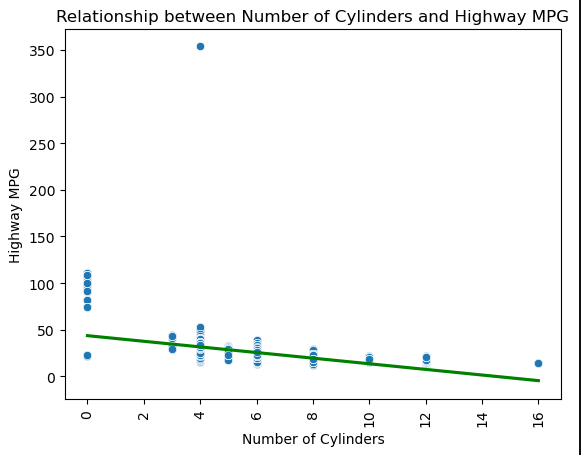 Relationship between Number of Cylinders and Highway MPG
350
300
250
200
150
100
50
0
Highway MPG
0 2 4 6 8 10 12 14 16
Number of Cylinders